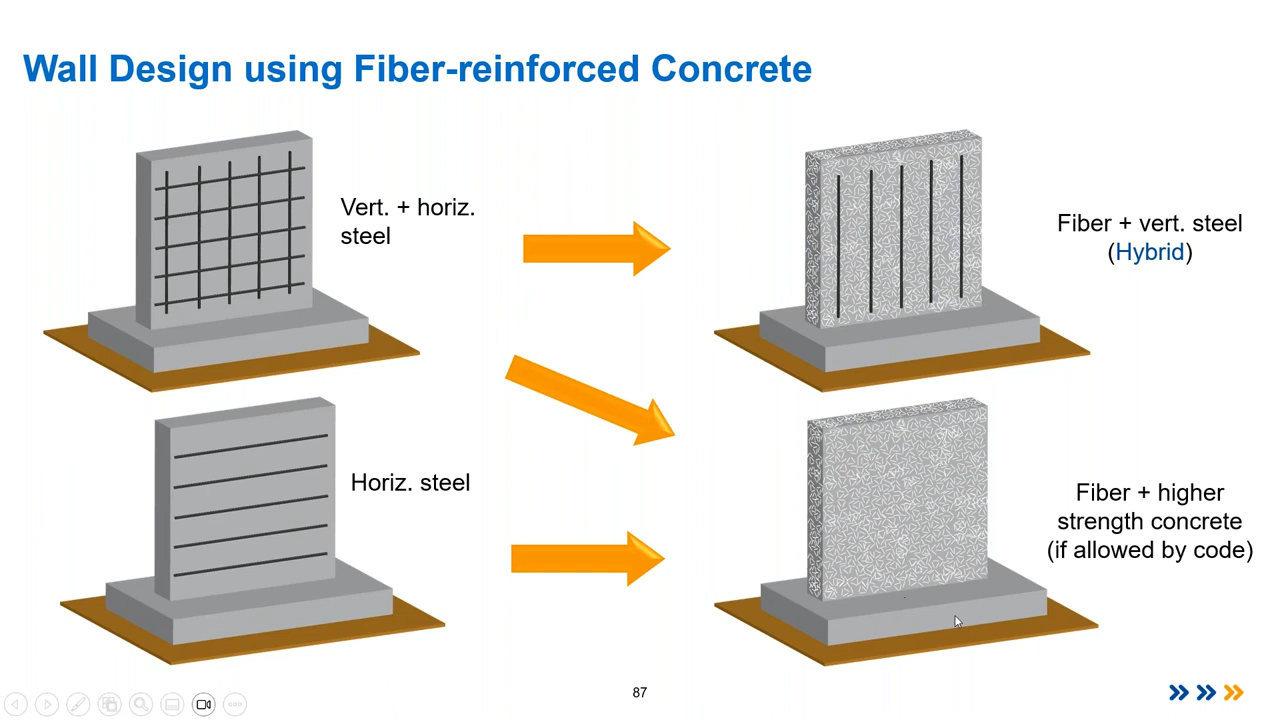 Wall Design using Fiber-reinforced Concrete
Vert. + horiz.
steel
Fiber + vert. steel
(Hybrid)
Horiz. steel
Fiber + higher
strength concrete
(if allowed by code)
87